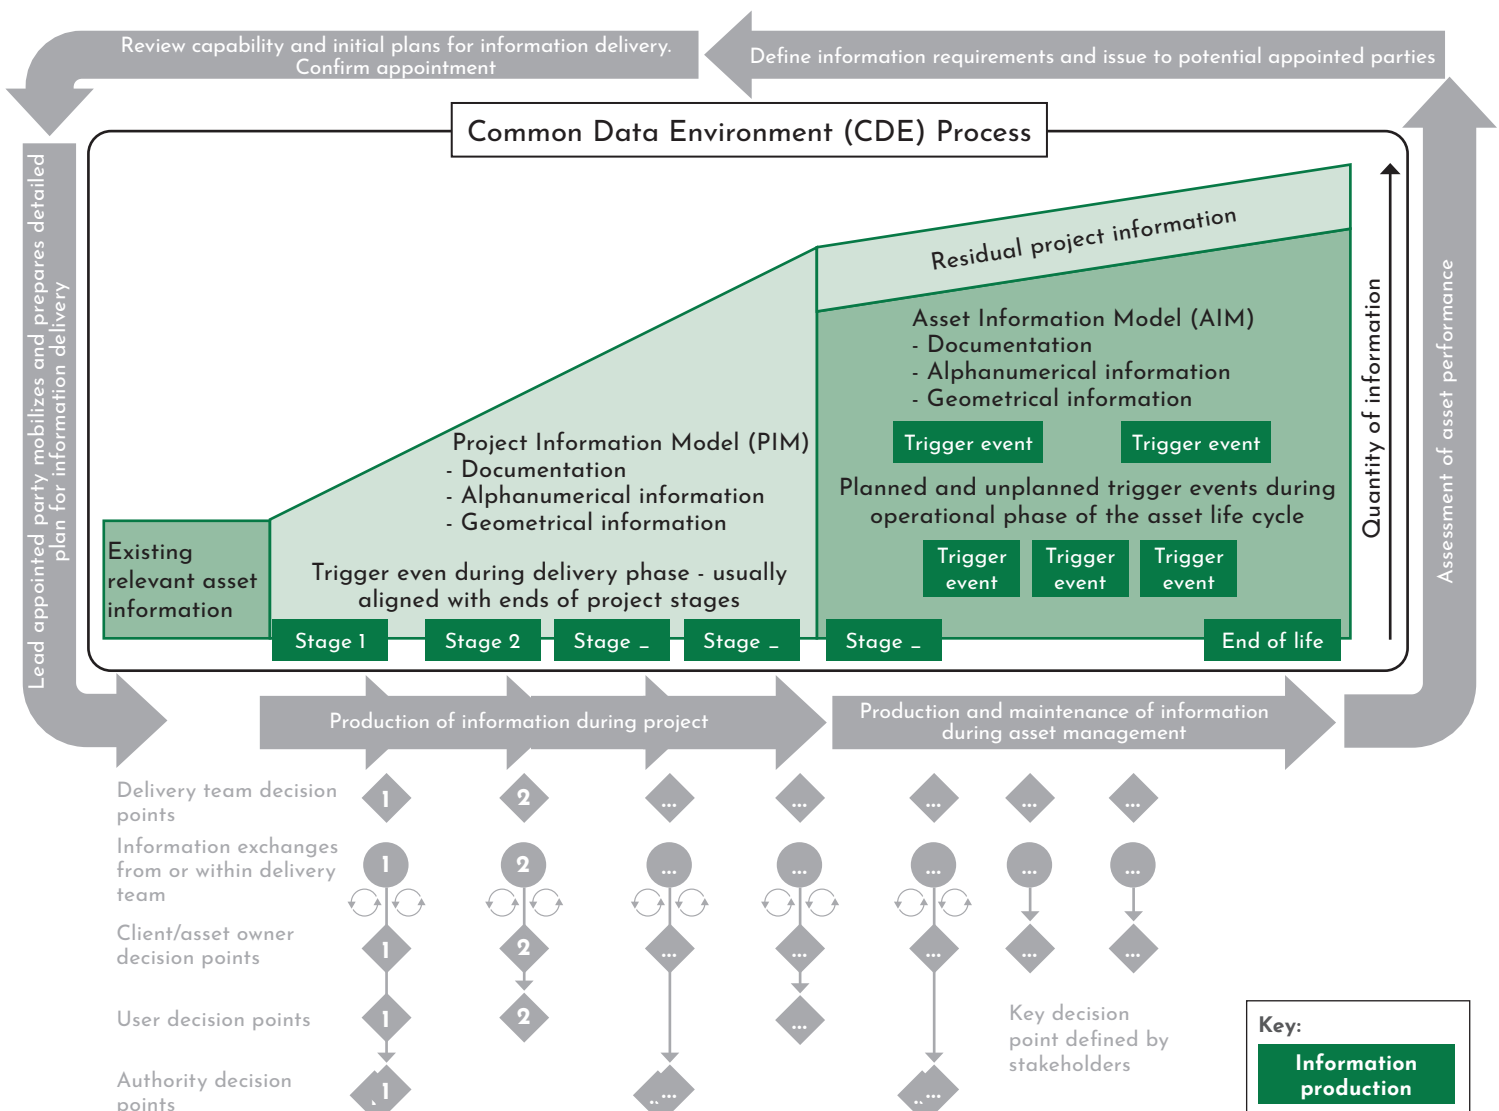 Review capability and initial plans for information delivery.
Confirm appointment
Define information requirements and issue to potential appointed parties
Common Data Environment (CDE) Process
Lead appointed party mobilizes and prepares detailed
plan for information delivery
Residual project information
Asset Information Model (AIM)
- Documentation
- Alphanumerical information
- Geometrical information
Trigger event
Trigger event
Planned and unplanned trigger events during
operational phase of the asset life cycle
Trigger
event
Trigger
event
Trigger
event
Quantity of information
Assessment of asset performance
Project Information Model (PIM)
- Documentation
- Alphanumerical information
- Geometrical information
Trigger even during delivery phase - usually
aligned with ends of project stages
Existing
relevant asset
information
Stage 1
Stage 2
Stage _
Stage _
Stage _
End of life
Production of information during project
Production and maintenance of information
during asset management
Delivery team decision
points
1
2
...
...
...
...
...
Information exchanges
from or within delivery
team
1
2
...
...
...
...
...
Client/asset owner
decision points
1
2
...
...
...
...
...
User decision points
1
2
...
Key decision
point defined by
stakeholders
Authority decision
points
1
...
...
Key:
Information
production